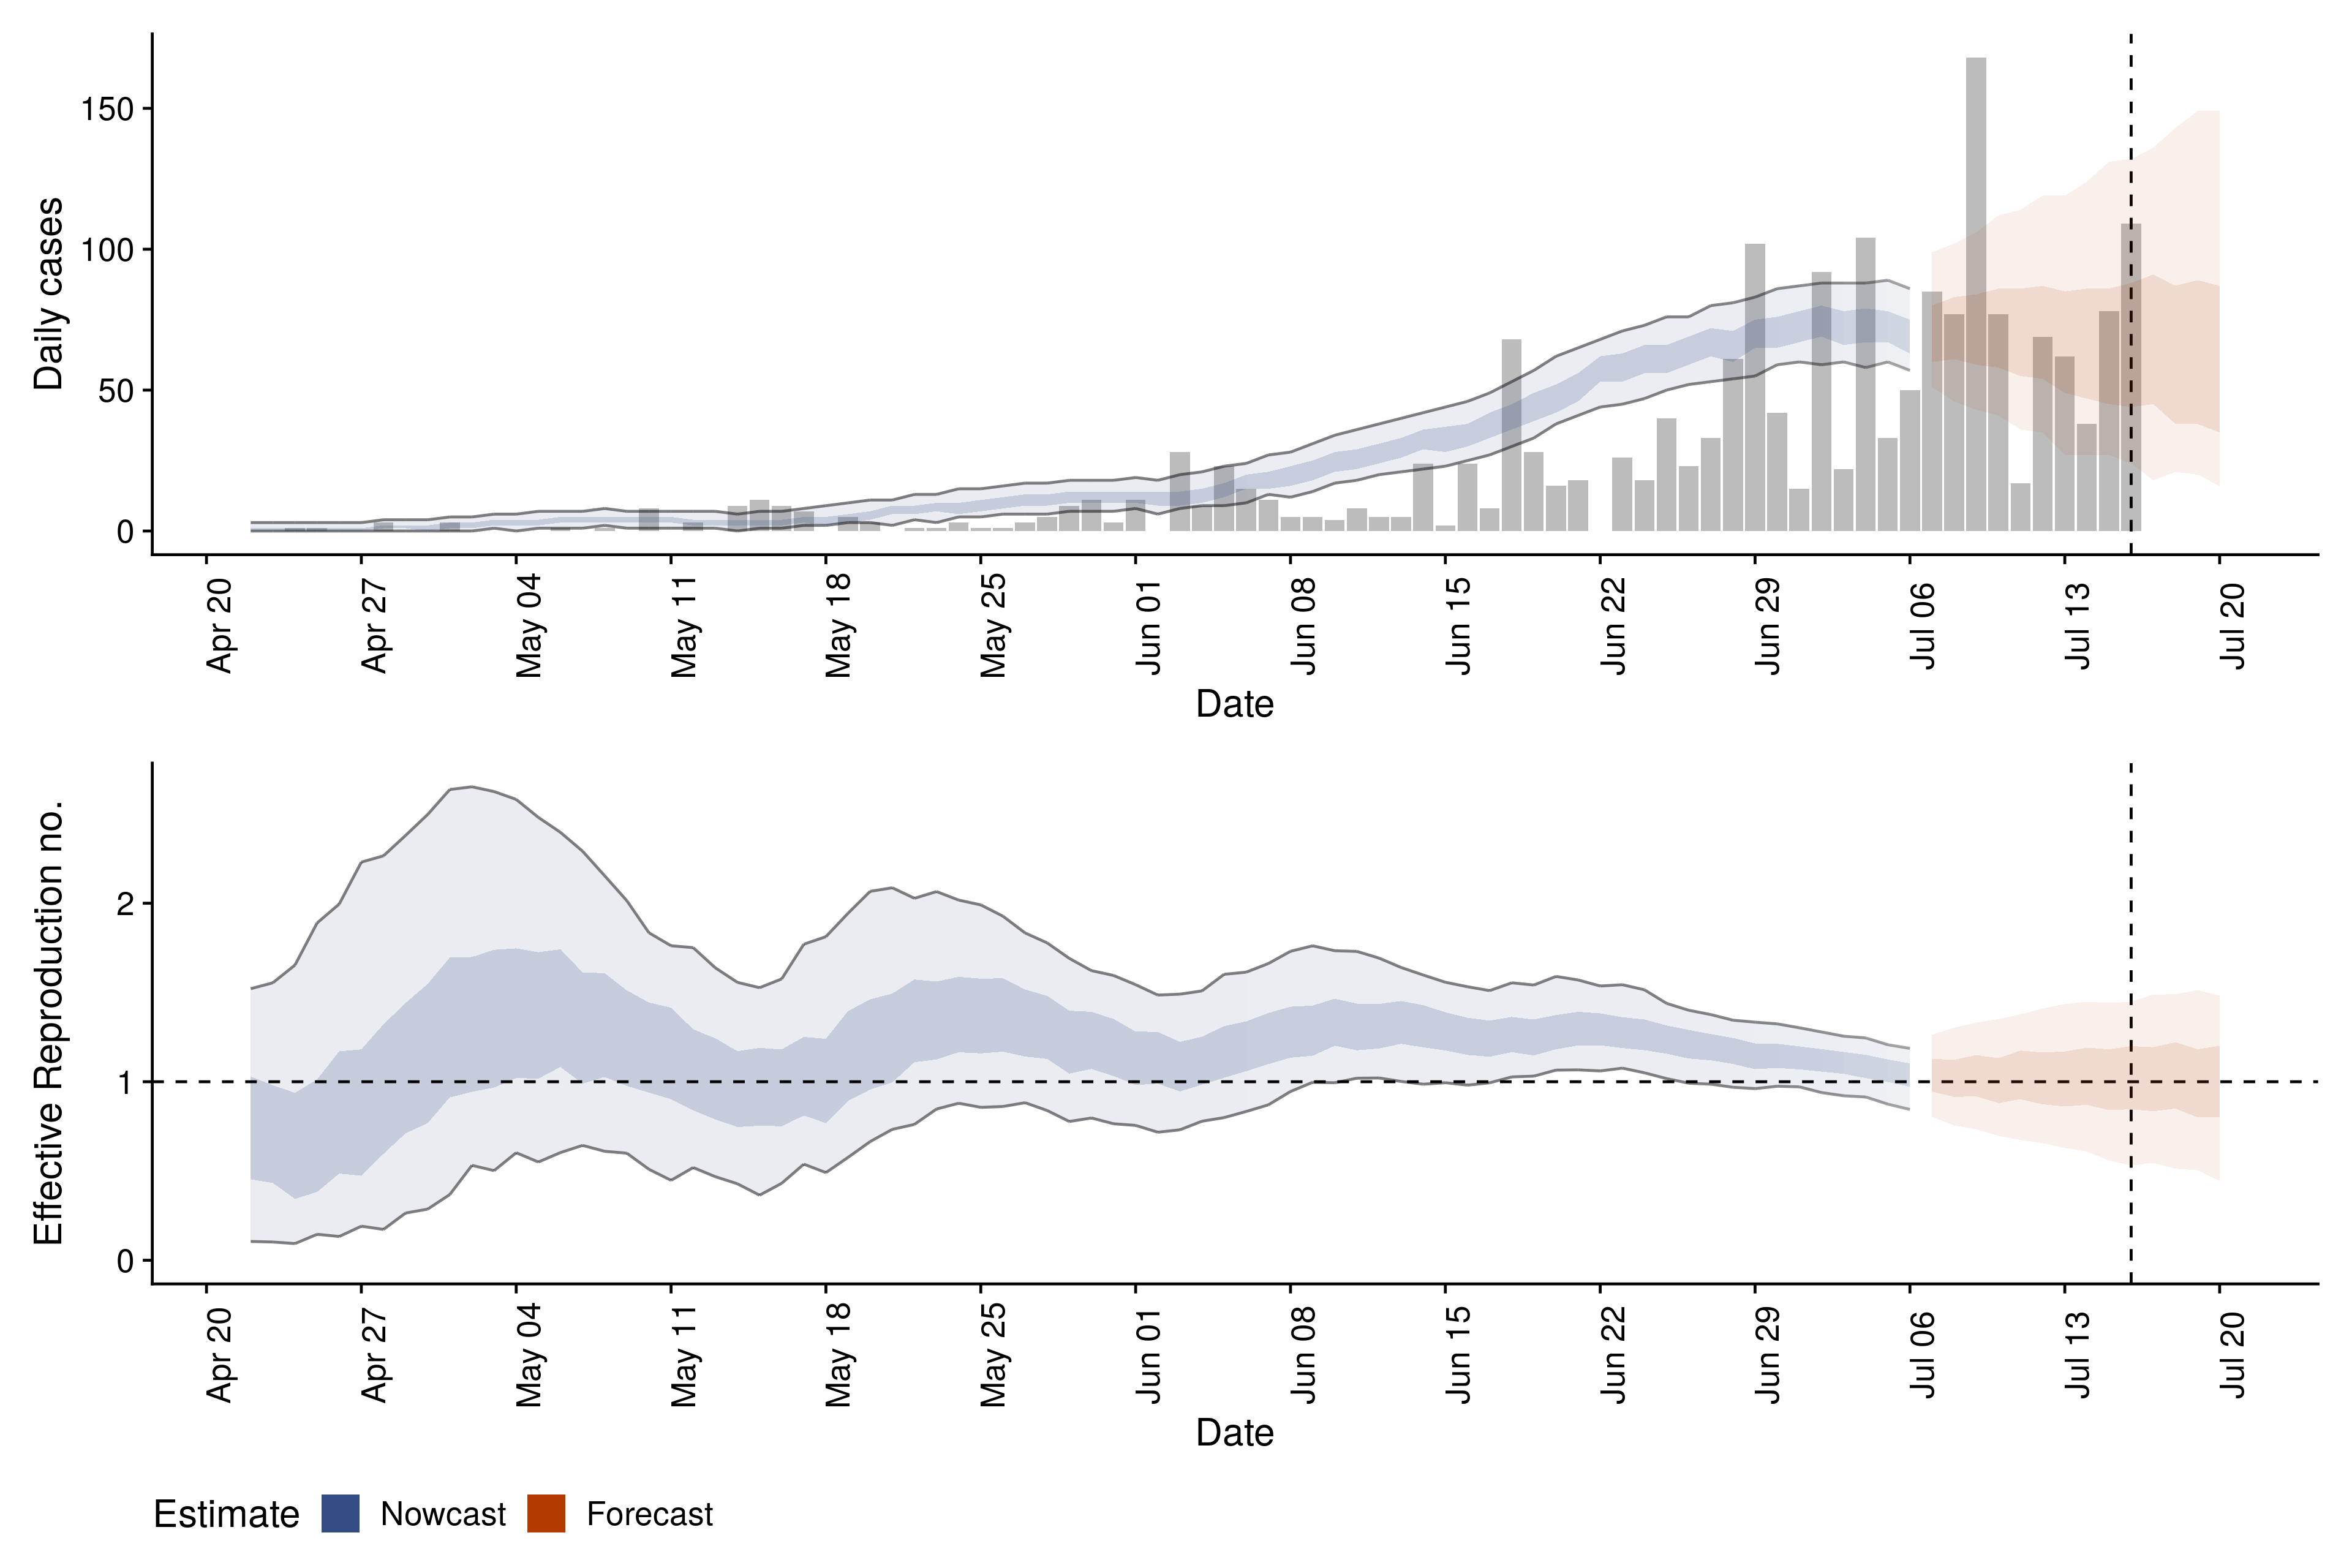 Daily cases
150
100
50
0
Apr 20
Apr 27
May 04
May 11
May 18
May 25
Jun 01
Jun 08
Jun 15
Jun 22
Jun 29
Jul 06
Jul 13
Jul 20
Date
Effective Reproduction no.
2
1
0
Apr 20
Apr 27
May 04
May 11
May 18
May 25
Jun 01
Jun 08
Jun 15
Jun 22
Jun 29
Jul 06
Jul 13
Jul 20
Date
Estimate Nowcast Forecast